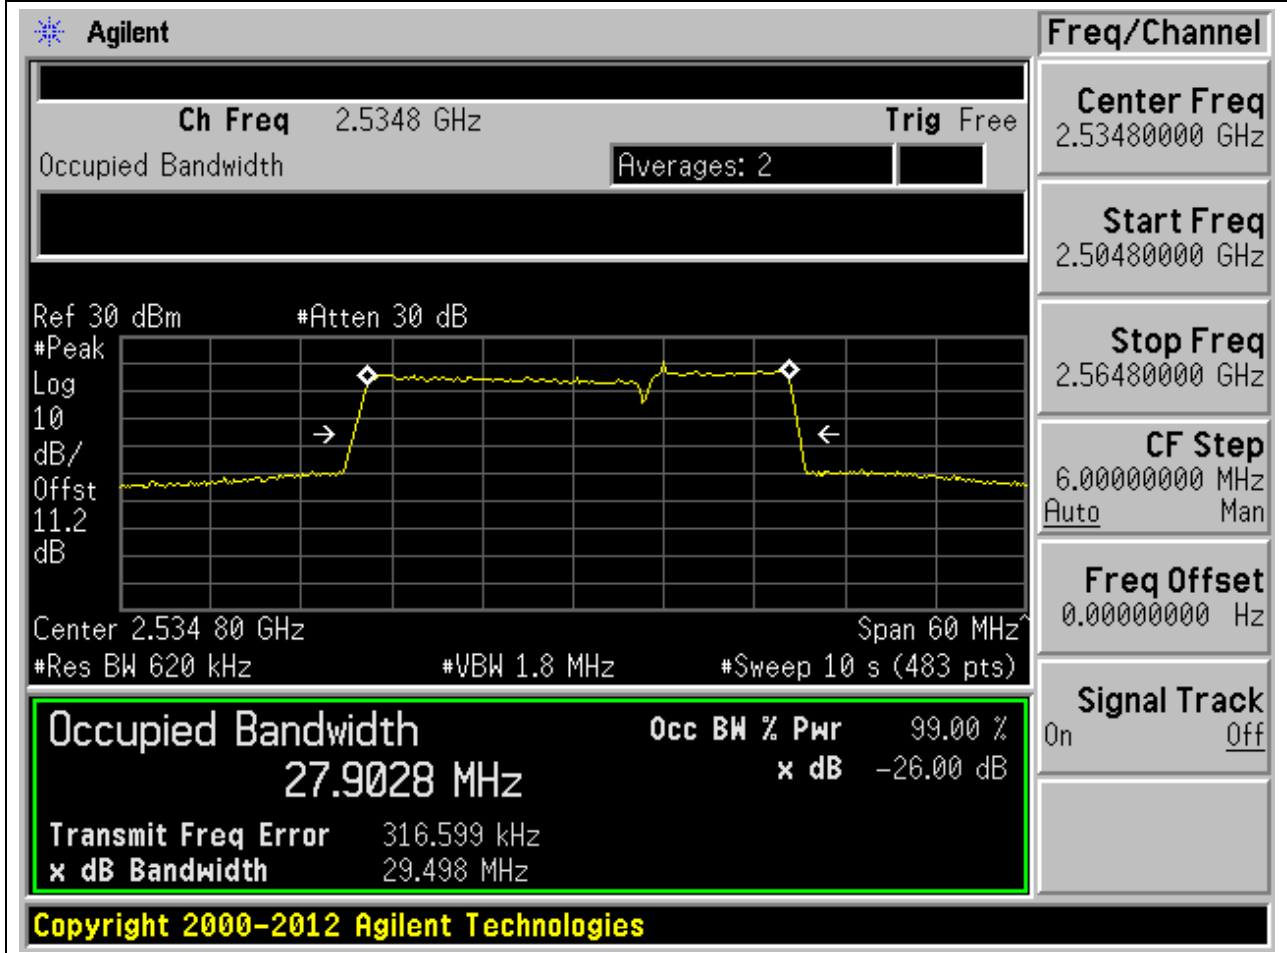 Agilent
Freq/Channel
Ch Freq 2.5348 GHz Trig Free
Occupied Bandwidth Averages: 2
Center Freq
2.53480000 GHz
Start Freq
2.50480000 GHz
Stop Freq
2.56480000 GHz
CF Step
6.00000000 MHz
Auto Man
Freq Offset
0.00000000 Hz
Signal Track
On Off
Ref 30 dBm #Atten 30 dB
#Peak
Log
10
dB/
Offst
11.2
dB
Center 2.534 80 GHz Span 60 MHz^
#Res BW 620 kHz #VBW 1.8 MHz #Sweep 10 s (483 pts)
Occupied Bandwidth Occ BW % Pwr 99.00 %
27.9028 MHz x dB -26.00 dB
Transmit Freq Error 316.599 kHz
x dB Bandwidth 29.498 MHz
Copyright 2000-2012 Agilent Technologies